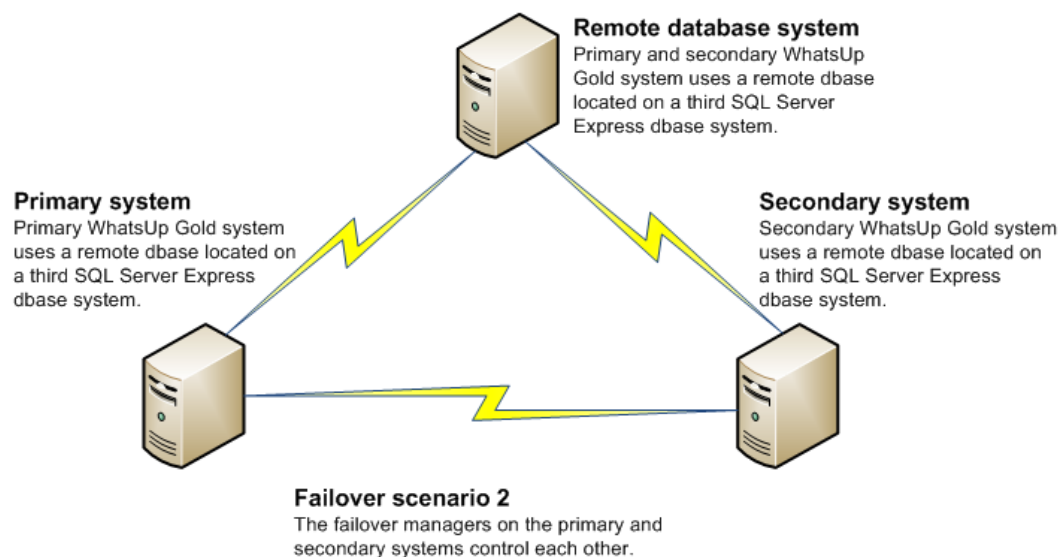 Remote database system
Primary and secondary WhatsUp
Gold system uses a remote dbase
located on a third SQL Server
Express dbase system.
Primary system
Primary WhatsUp Gold system
uses a remote dbase located on
a third SQL Server Express
dbase system.
Secondary system
Secondary WhatsUp Gold system
uses a remote dbase located on
a third SQL Server Express
dbase system.
Failover scenario 2
The failover managers on the primary and
secondary systems control each other.